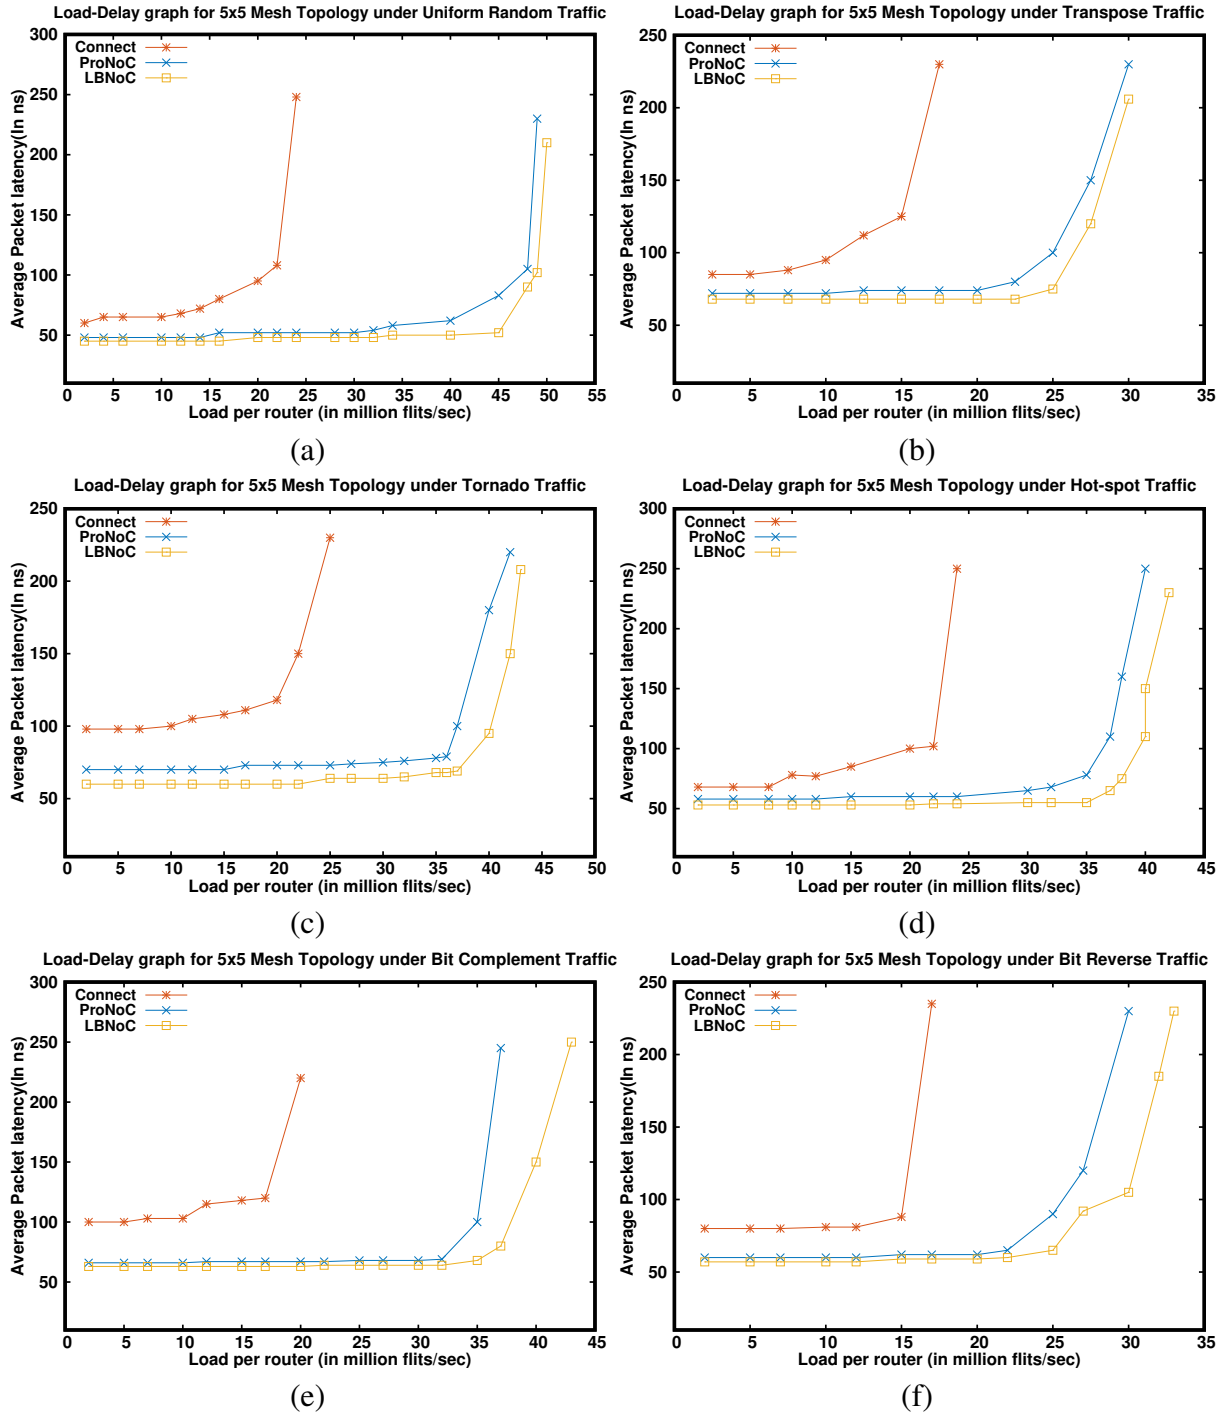 Load-Delay graph for 5x5 Mesh Topology under Uniform Random Traffic
300
250
200
150
100
50
Average Packet latency(In ns)
Connect
ProNoC
LBNoC
0 5 10 15 20 25 30 35 40 45 50 55
Load per router (in million flits/sec)
(a)
Load-Delay graph for 5x5 Mesh Topology under Transpose Traffic
250
200
150
100
50
Average Packet latency(In ns)
Connect
ProNoC
LBNoC
0 5 10 15 20 25 30 35
Load per router (in million flits/sec)
(b)
Load-Delay graph for 5x5 Mesh Topology under Tornado Traffic
250
200
150
100
50
Average Packet latency(In ns)
Connect
ProNoC
LBNoC
0 5 10 15 20 25 30 35 40 45 50
Load per router (in million flits/sec)
(c)
Load-Delay graph for 5x5 Mesh Topology under Hot-spot Traffic
300
250
200
150
100
50
Average Packet latency(In ns)
Connect
ProNoC
LBNoC
0 5 10 15 20 25 30 35 40 45
Load per router (in million flits/sec)
(d)
Load-Delay graph for 5x5 Mesh Topology under Bit Complement Traffic
300
250
200
150
100
50
Average Packet latency(In ns)
Connect
ProNoC
LBNoC
0 5 10 15 20 25 30 35 40 45
Load per router (in million flits/sec)
(e)
Load-Delay graph for 5x5 Mesh Topology under Bit Reverse Traffic
250
200
150
100
50
Average Packet latency(In ns)
Connect
ProNoC
LBNoC
0 5 10 15 20 25 30 35
Load per router (in million flits/sec)
(f)